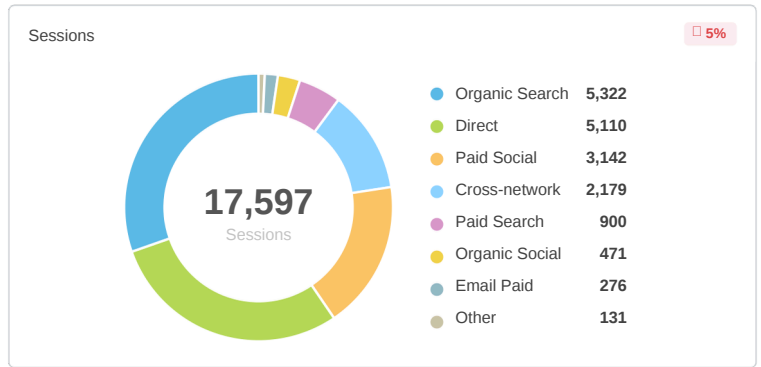 Sessions
5%
17,597
Sessions
Organic Search 5,322
Direct 5,110
Paid Social 3,142
Cross-network 2,179
Paid Search 900
Organic Social 471
Email Paid 276
Other 131